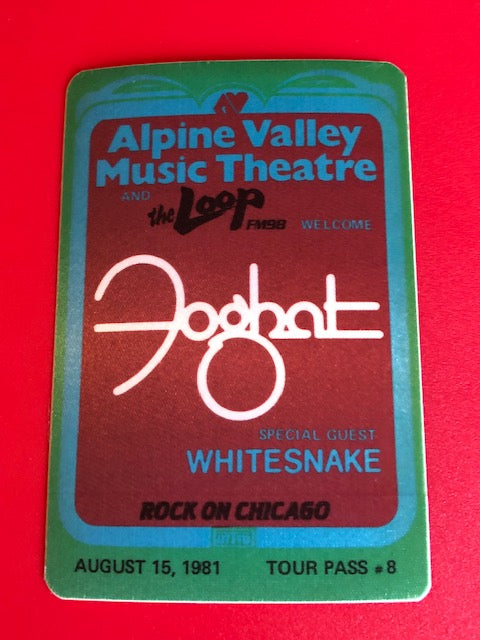 Alpine Valley
Music Theatre
AND
the Loop FM98 WELCOME
Foghat
SPECIAL GUEST
WHITESNAKE
ROCK ON CHICAGO
AUGUST 15, 1981 TOUR PASS #8